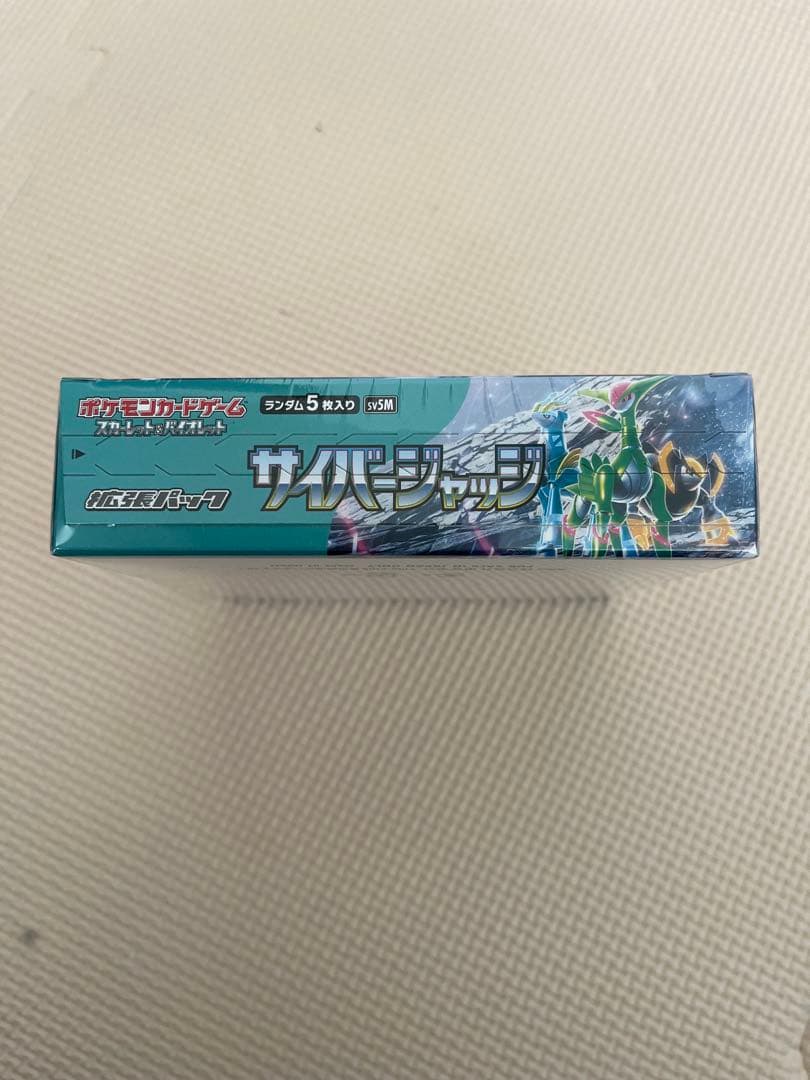 ポケモンカードゲーム
スカーレット&バイオレット
ランダム5枚入り sv5M
拡張パック
サイバージャッジ